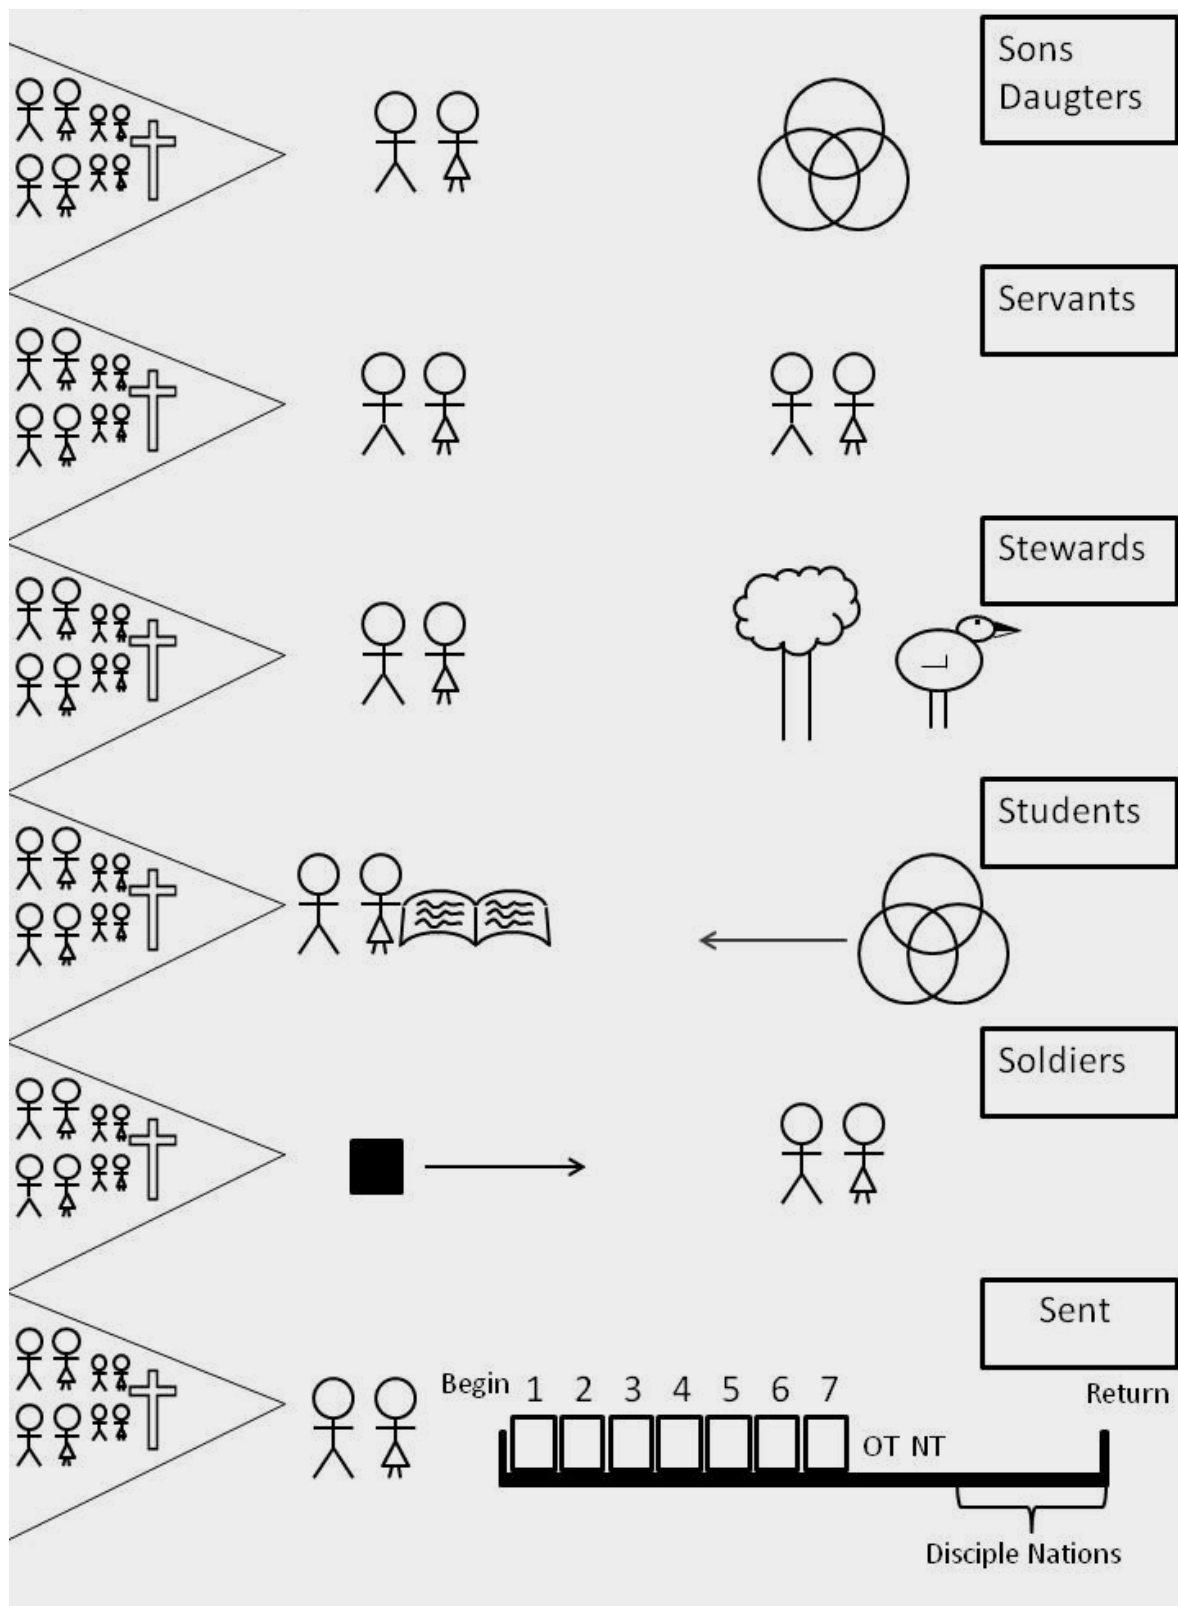 Sons
Daugters
Servants
Stewards
Students
Soldiers
Sent
Begin 1 2 3 4 5 6 7
Return
OT NT
Disciple Nations